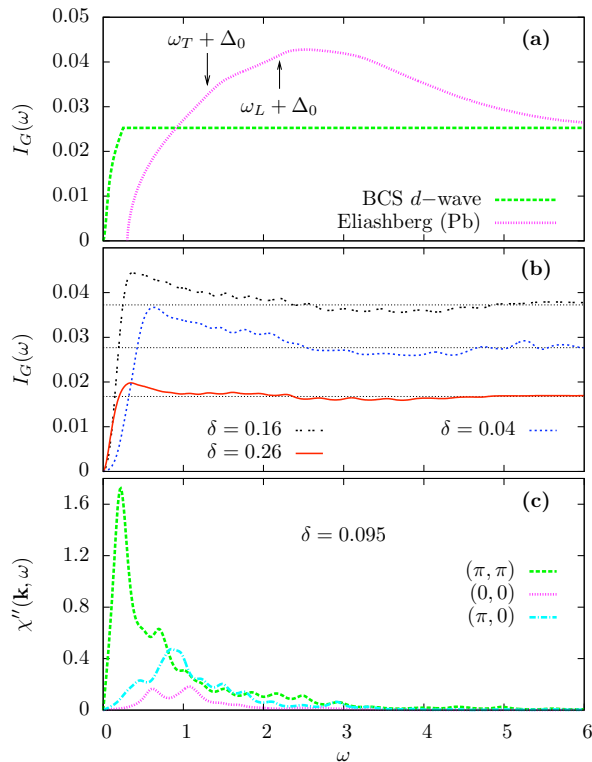 0.05
(a)
ω_T + Δ_0
0.04
ω_L + Δ_0
0.03
I_G(ω)
0.02
0.01
BCS d−wave
Eliashberg (Pb)
0
(b)
0.04
0.03
I_G(ω)
0.02
δ = 0.16
δ = 0.04
0.01
δ = 0.26
0
(c)
1.6
δ = 0.095
1.2
(π, π)
χ′′(k, ω)
(0, 0)
0.8
(π, 0)
0.4
0
0 1 2 3 4 5 6
ω